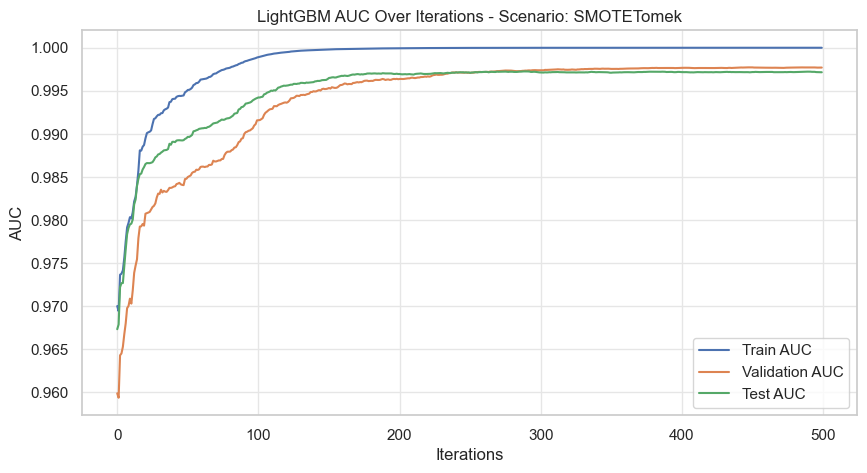 LightGBM AUC Over Iterations - Scenario: SMOTETomek
1.000
0.995
0.990
0.985
0.980
0.975
0.970
0.965
0.960
AUC
0 100 200 300 400 500
Iterations
Train AUC
Validation AUC
Test AUC